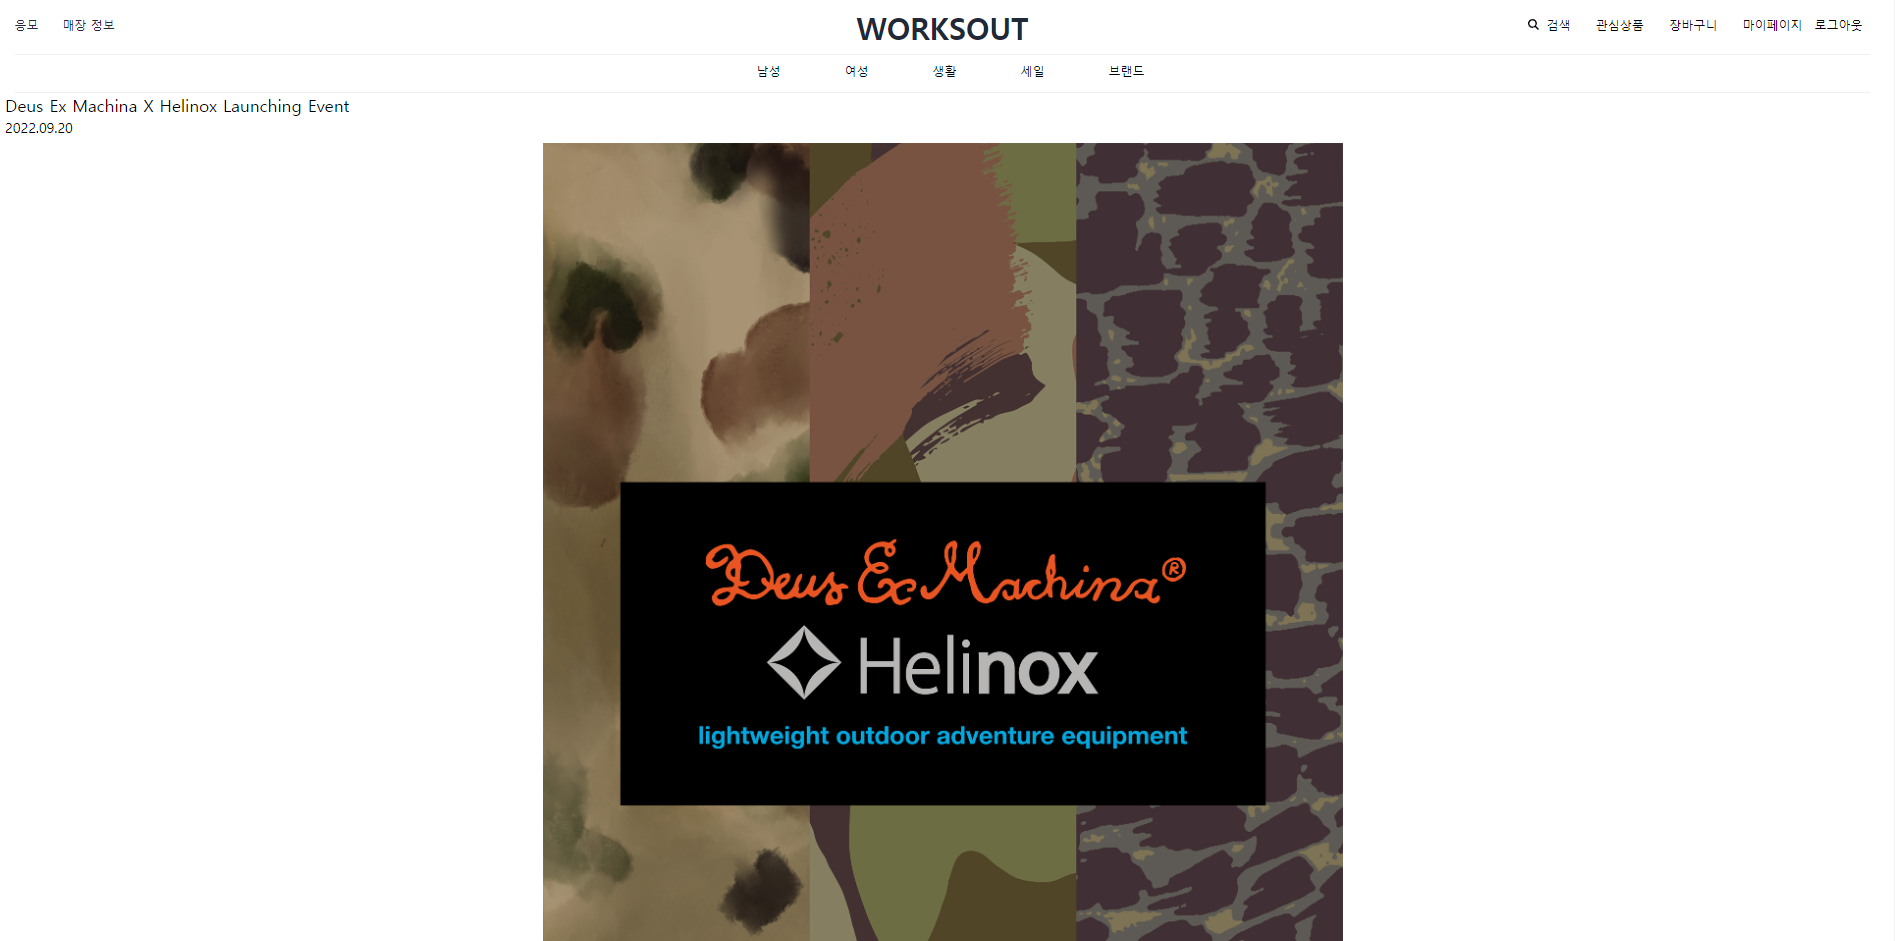 응모 매장 정보 WORKSOUT 검색 관심상품 장바구니 마이페이지 로그아웃
남성 여성 생활 세일 브랜드
Deus Ex Machina X Helinox Launching Event
2022.09.20
Deus Ex Machina®
Helinox
lightweight outdoor adventure equipment